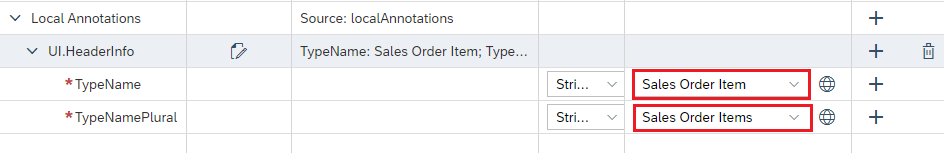 Local Annotations Source: localAnnotations
UI.HeaderInfo TypeName: Sales Order Item; Type...
*TypeName Stri... Sales Order Item
*TypeNamePlural Stri... Sales Order Items